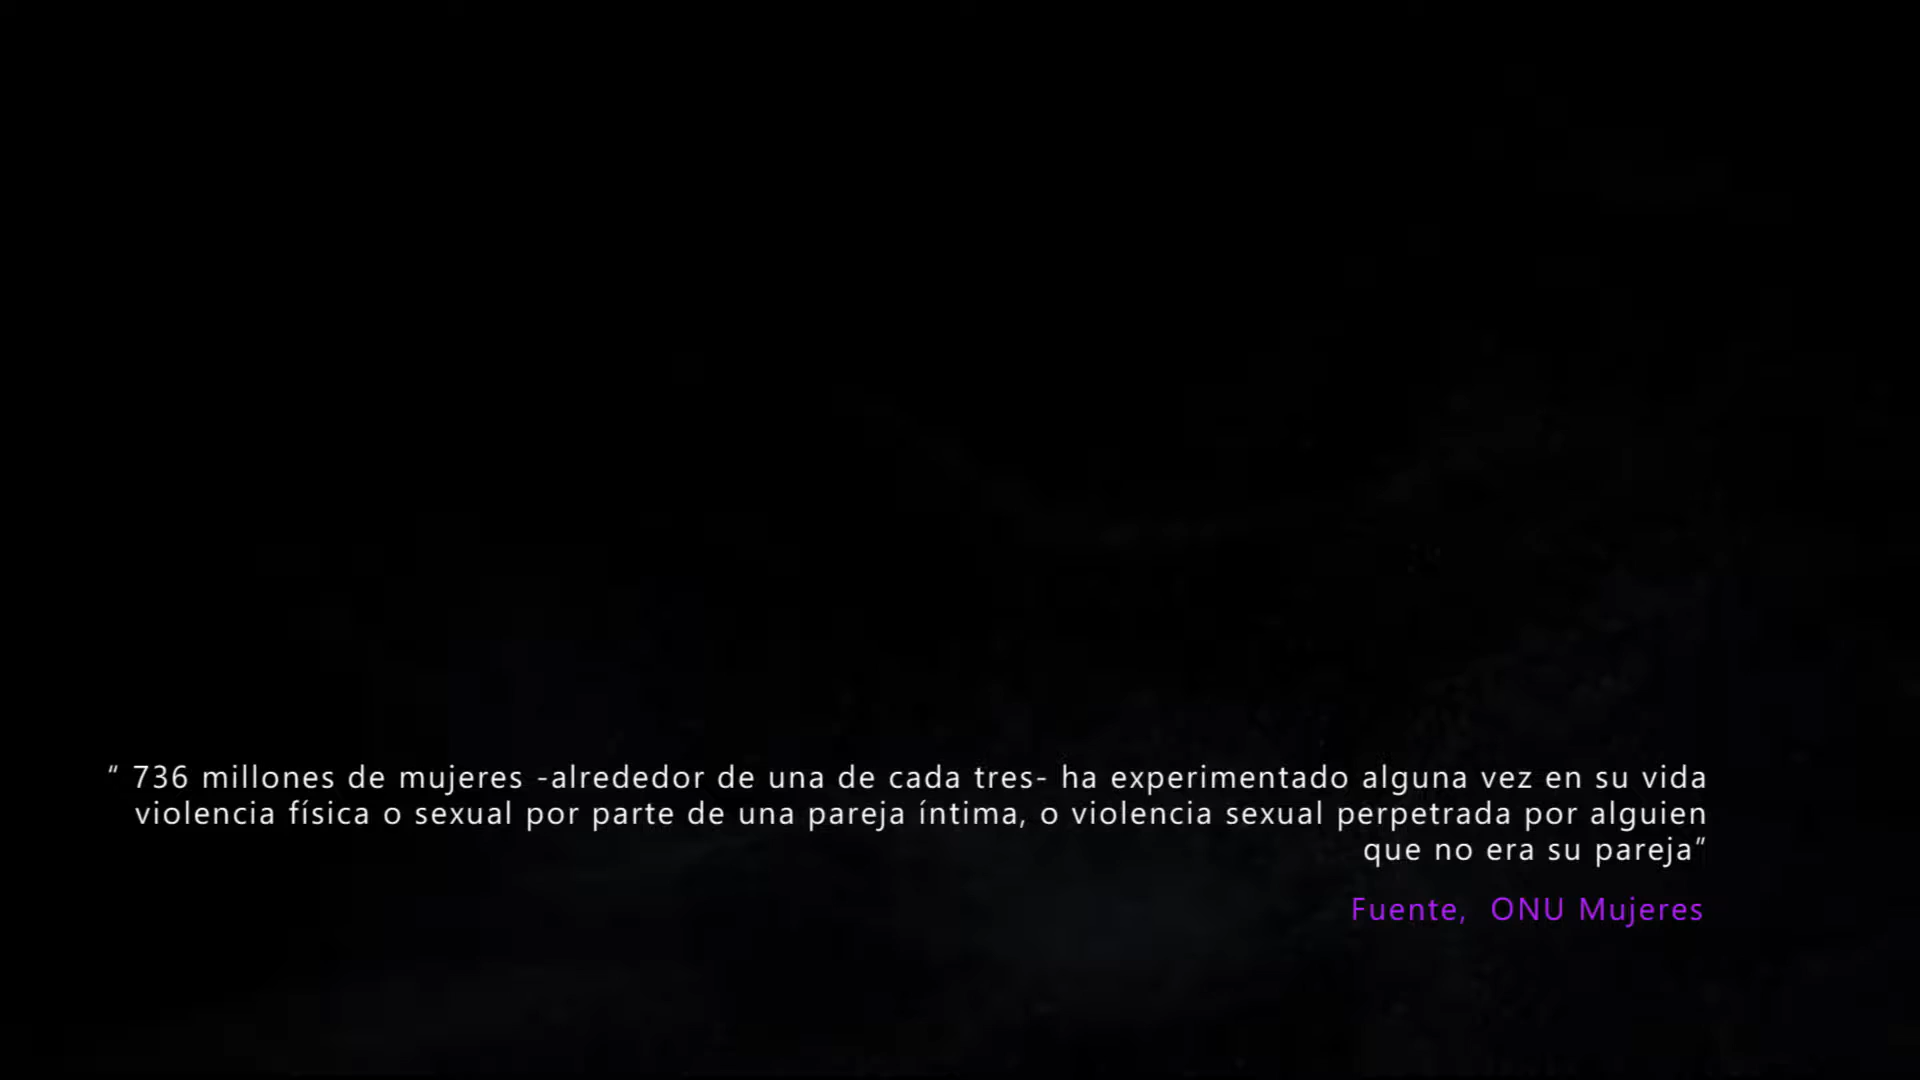 “ 736 millones de mujeres -alrededor de una de cada tres- ha experimentado alguna vez en su vida
violencia física o sexual por parte de una pareja íntima, o violencia sexual perpetrada por alguien
que no era su pareja”
Fuente,  ONU Mujeres